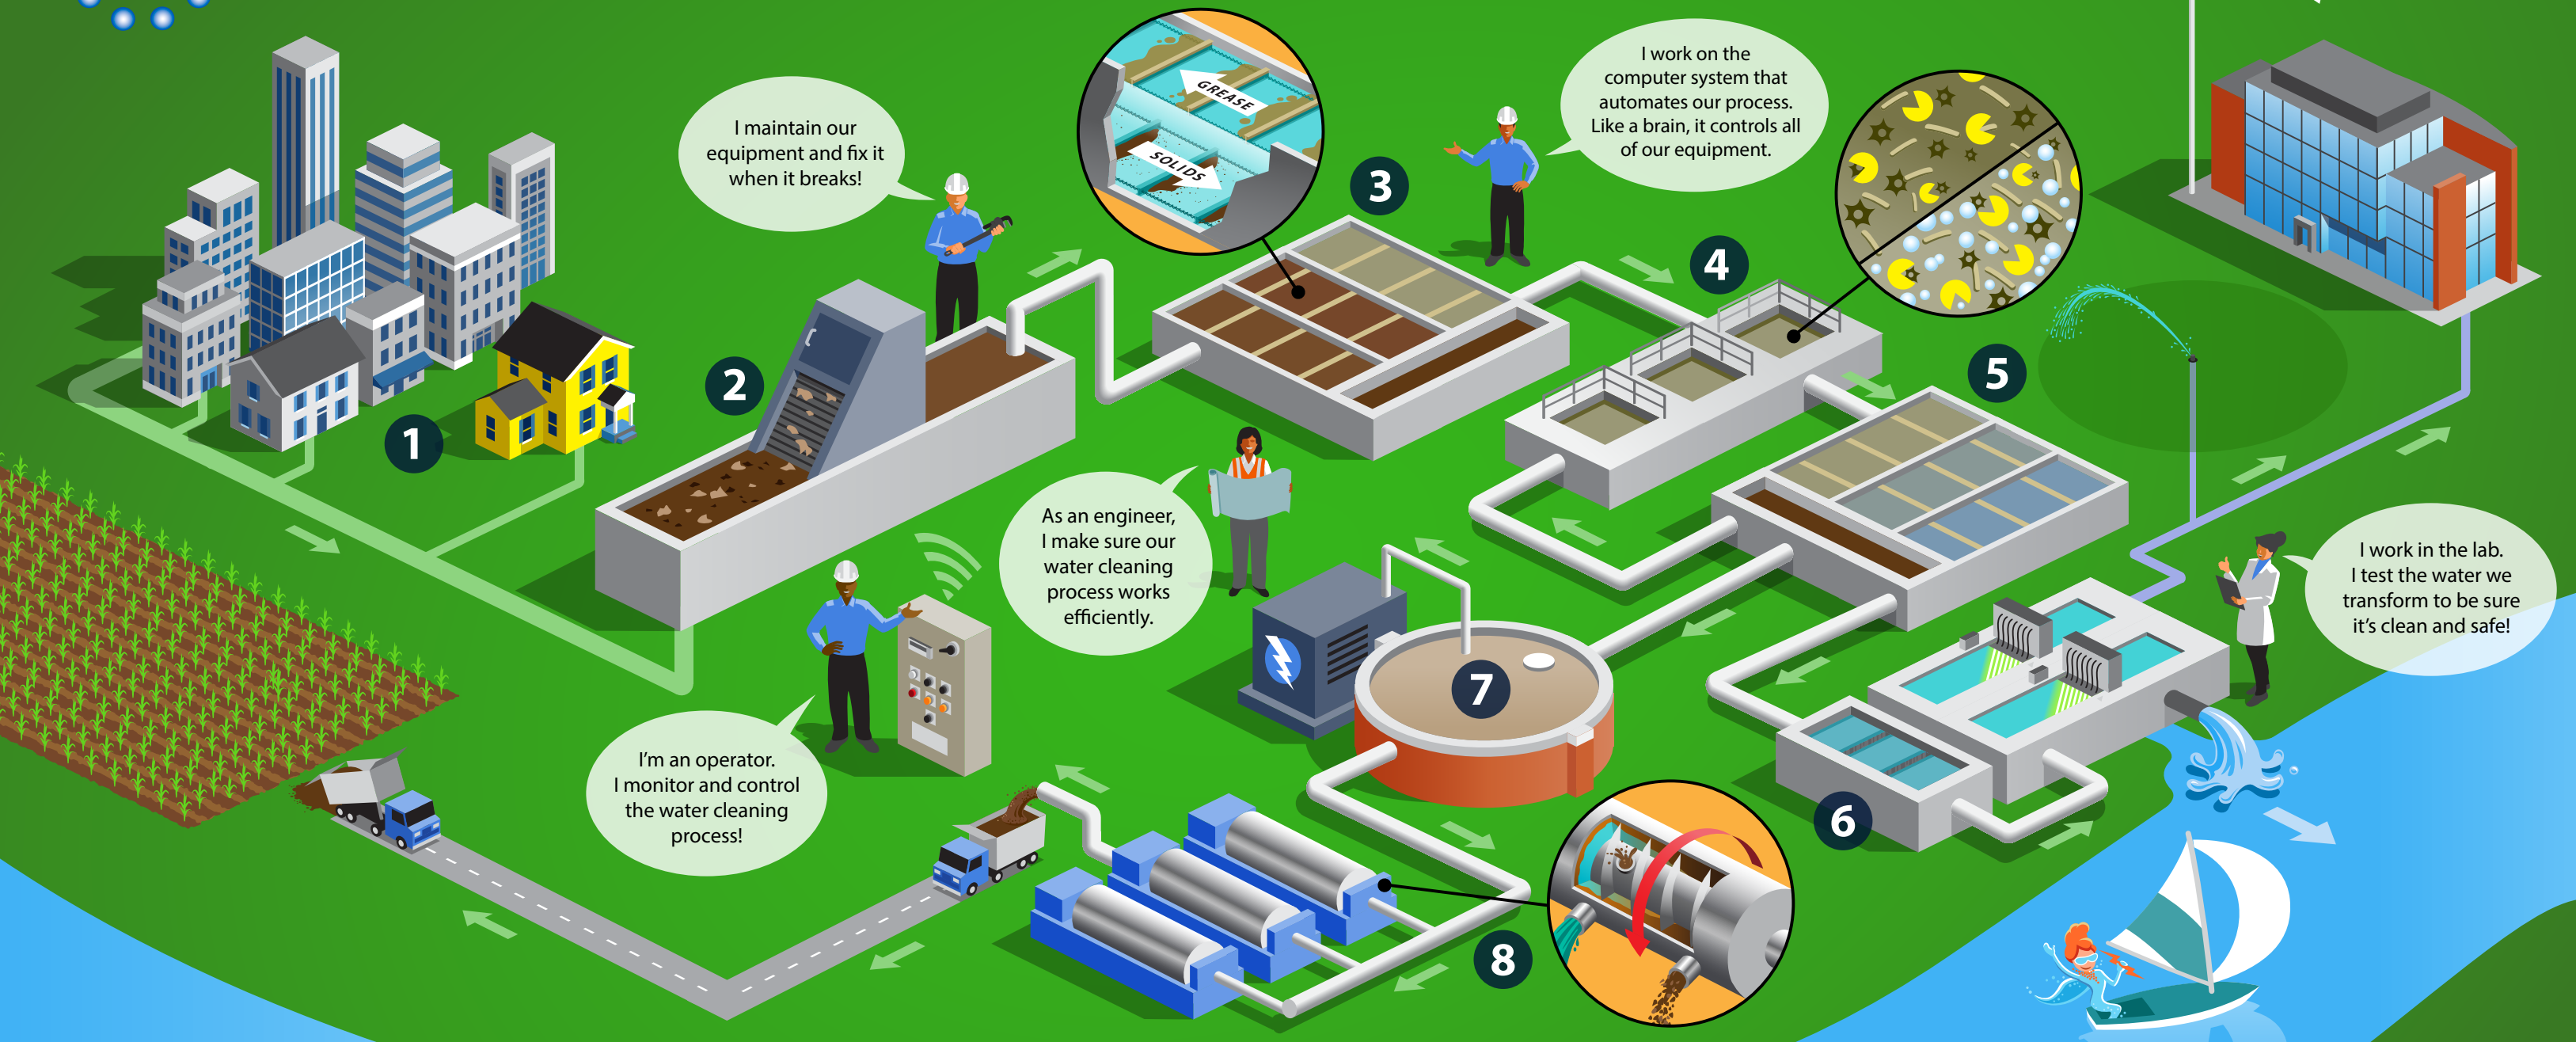 I maintain our
equipment and fix it
when it breaks!
GREASE
SOLIDS
3
I work on the
computer system that
automates our process.
Like a brain, it controls all
of our equipment.
4
5
2
1
As an engineer,
I make sure our
water cleaning
process works
efficiently.
I work in the lab.
I test the water we
transform to be sure
it's clean and safe!
7
I'm an operator.
I monitor and control
the water cleaning
process!
6
8